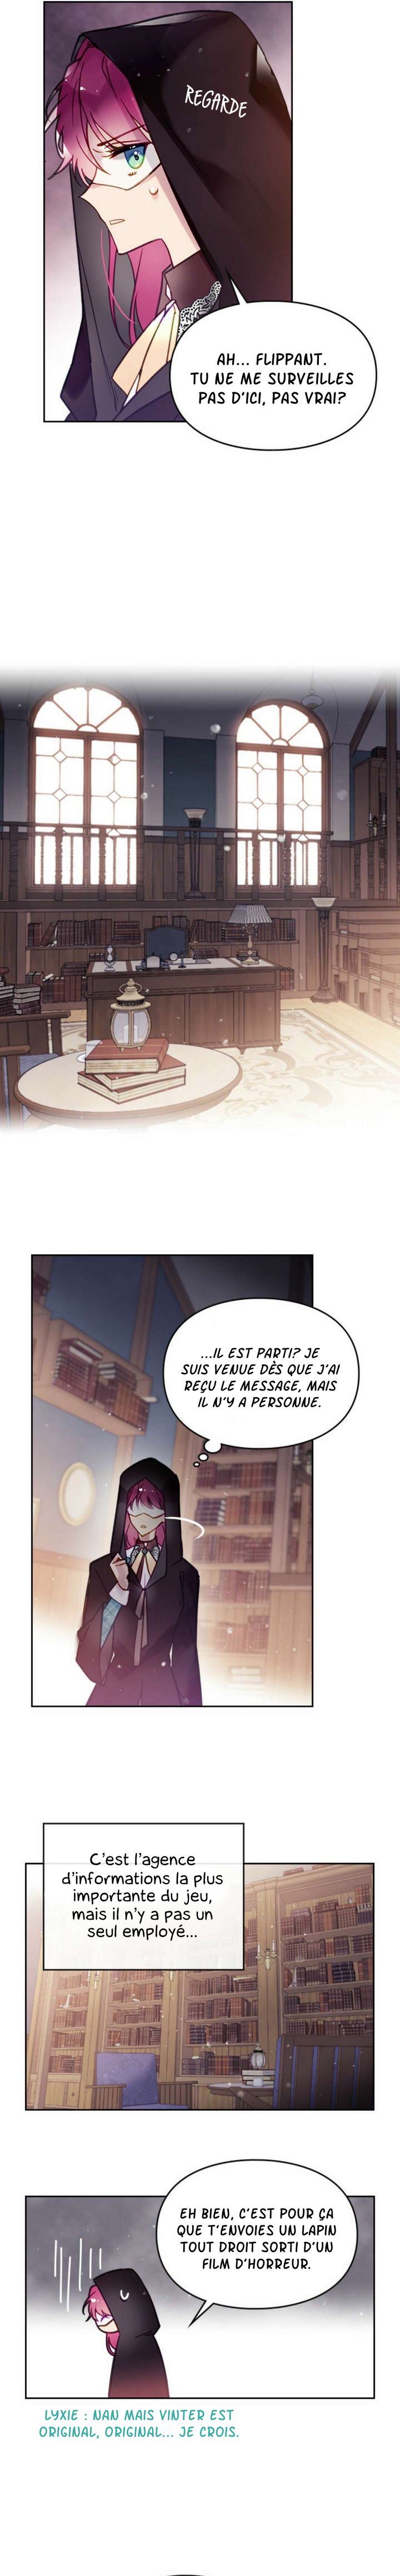 REGARDE
AH... FLIPPANT.
TU NE ME SURVEILLES
PAS D'ICI, PAS VRAI?
...IL EST PARTI? JE
SUIS VENUE DÈS QUE J'AI
REÇU LE MESSAGE, MAIS
IL N'Y A PERSONNE.
C'est l'agence
d'informations la plus
importante du jeu,
mais il n'y a pas un
seul employé...
EH BIEN, C'EST POUR ÇA
QUE T'ENVOIES UN LAPIN
TOUT DROIT SORTI D'UN
FILM D'HORREUR.
LYXIE : NAN MAIS VINTER EST
ORIGINAL, ORIGINAL... JE CROIS.